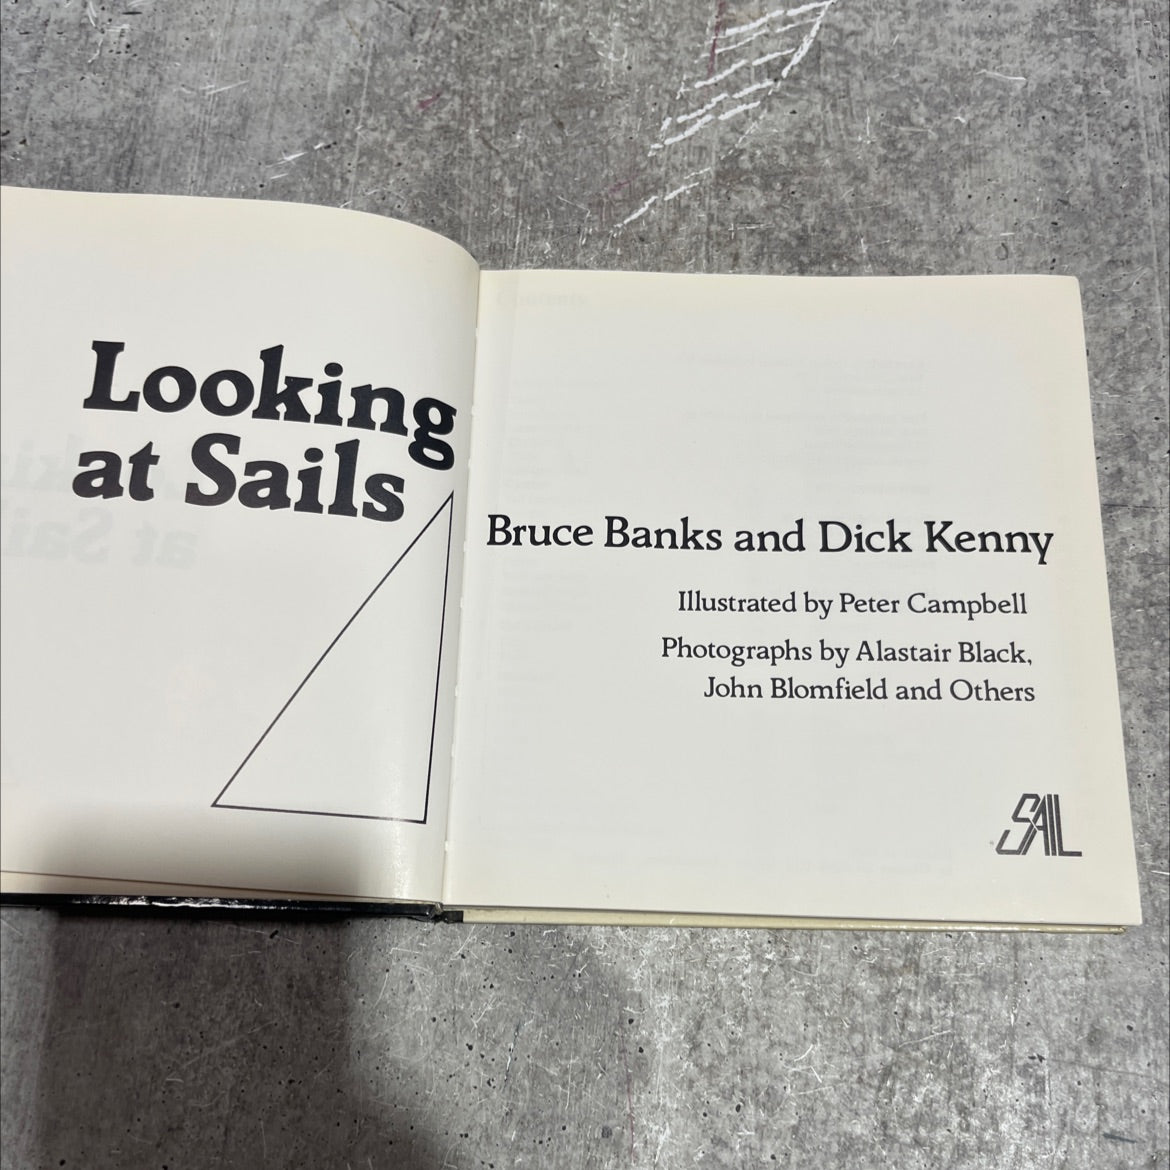 Looking
at Sails
Bruce Banks and Dick Kenny
Illustrated by Peter Campbell
Photographs by Alastair Black,
John Blomfield and Others
SAIL
Contents